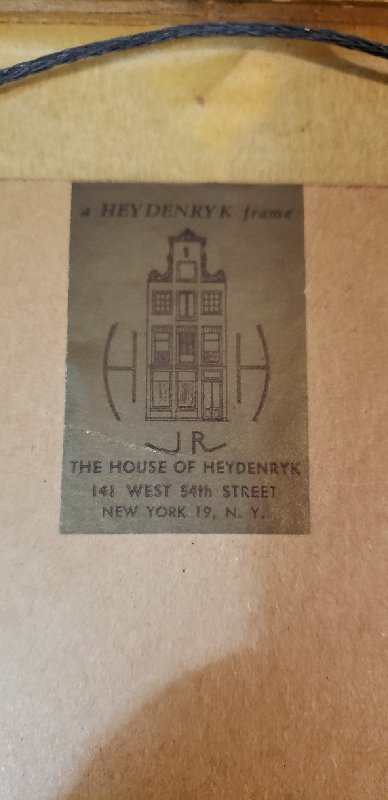 a HEYDENRYK frame
H H
JR
THE HOUSE OF HEYDENRYK
141 WEST 54th STREET
NEW YORK 19, N. Y.